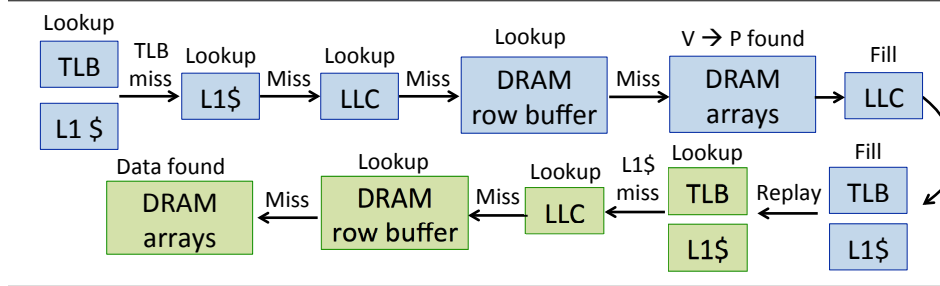 Lookup
TLB
L1 $
TLB
miss
Lookup
L1$
Miss
Lookup
LLC
Miss
Lookup
DRAM
row buffer
Miss
V → P found
DRAM
arrays
Fill
LLC
Fill
TLB
L1$
Replay
Lookup
TLB
L1$
L1$
miss
Lookup
LLC
Miss
Lookup
DRAM
row buffer
Miss
Data found
DRAM
arrays